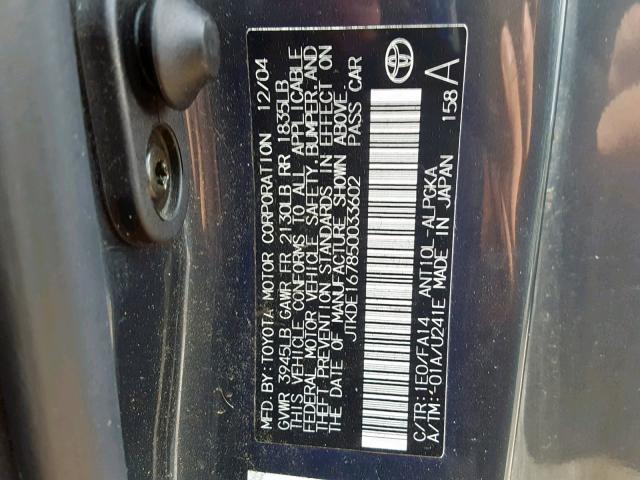 MFD.BY:TOYOTA MOTOR CORPORATION 12/04
GVWR 3945LB GAWR FR 2130LB RR 1835LB
THIS VEHICLE CONFORMS TO ALL APPLICABLE
FEDERAL MOTOR VEHICLE SAFETY, BUMPER, AND
THEFT PREVENTION STANDARDS IN EFFECT ON
THE DATE OF MANUFACTURE SHOWN ABOVE.
JTKDE167850033602 PASS CAR
C/TR:1E0/FA14 ANT10L-ALPGKA 158 A
A/TM:-01A/U241E MADE IN JAPAN